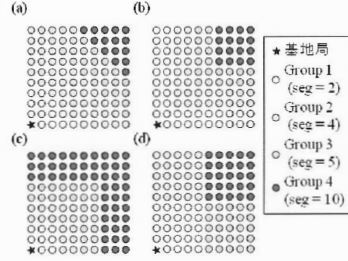 (a)
(b)
(c)
(d)
★基地局
Group 1
(seg = 2)
Group 2
(seg = 4)
Group 3
(seg = 5)
Group 4
(seg = 10)